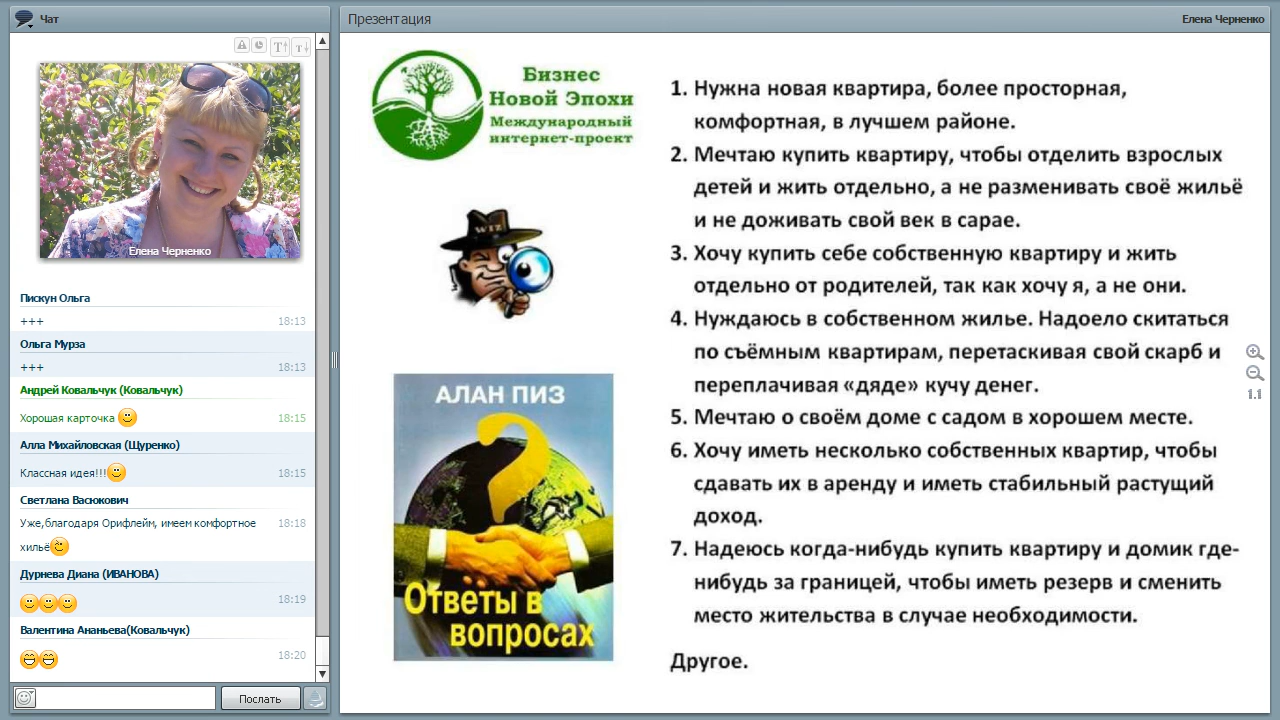 Чат
Елена Черненко
Пискун Ольга
+++
18:13
Ольга Мурза
+++
18:13
Андрей Ковальчук (Ковальчук)
Хорошая карточка
18:15
Алла Михайловская (Щуренко)
Классная идея!!!
18:15
Светлана Васюкович
Уже,благодаря Орифлейм, имеем комфортное
18:18
хильё
Дурнева Диана (ИВАНОВА)
18:19
Валентина Ананьева(Ковальчук)
18:20
Послать
Презентация
Елена Черненко
Бизнес
Новой Эпохи
Международный
интернет-проект
WIZ
АЛАН ПИЗ
Ответы в
вопросах
1. Нужна новая квартира, более просторная,
комфортная, в лучшем районе.
2. Мечтаю купить квартиру, чтобы отделить взрослых
детей и жить отдельно, а не разменивать своё жильё
и не доживать свой век в сарае.
3. Хочу купить себе собственную квартиру и жить
отдельно от родителей, так как хочу я, а не они.
4. Нуждаюсь в собственном жилье. Надоело скитаться
по съёмным квартирам, перетаскивая свой скарб и
переплачивая «дяде» кучу денег.
5. Мечтаю о своём доме с садом в хорошем месте.
6. Хочу иметь несколько собственных квартир, чтобы
сдавать их в аренду и иметь стабильный растущий
доход.
7. Надеюсь когда-нибудь купить квартиру и домик где-
нибудь за границей, чтобы иметь резерв и сменить
место жительства в случае необходимости.
Другое.
1.1